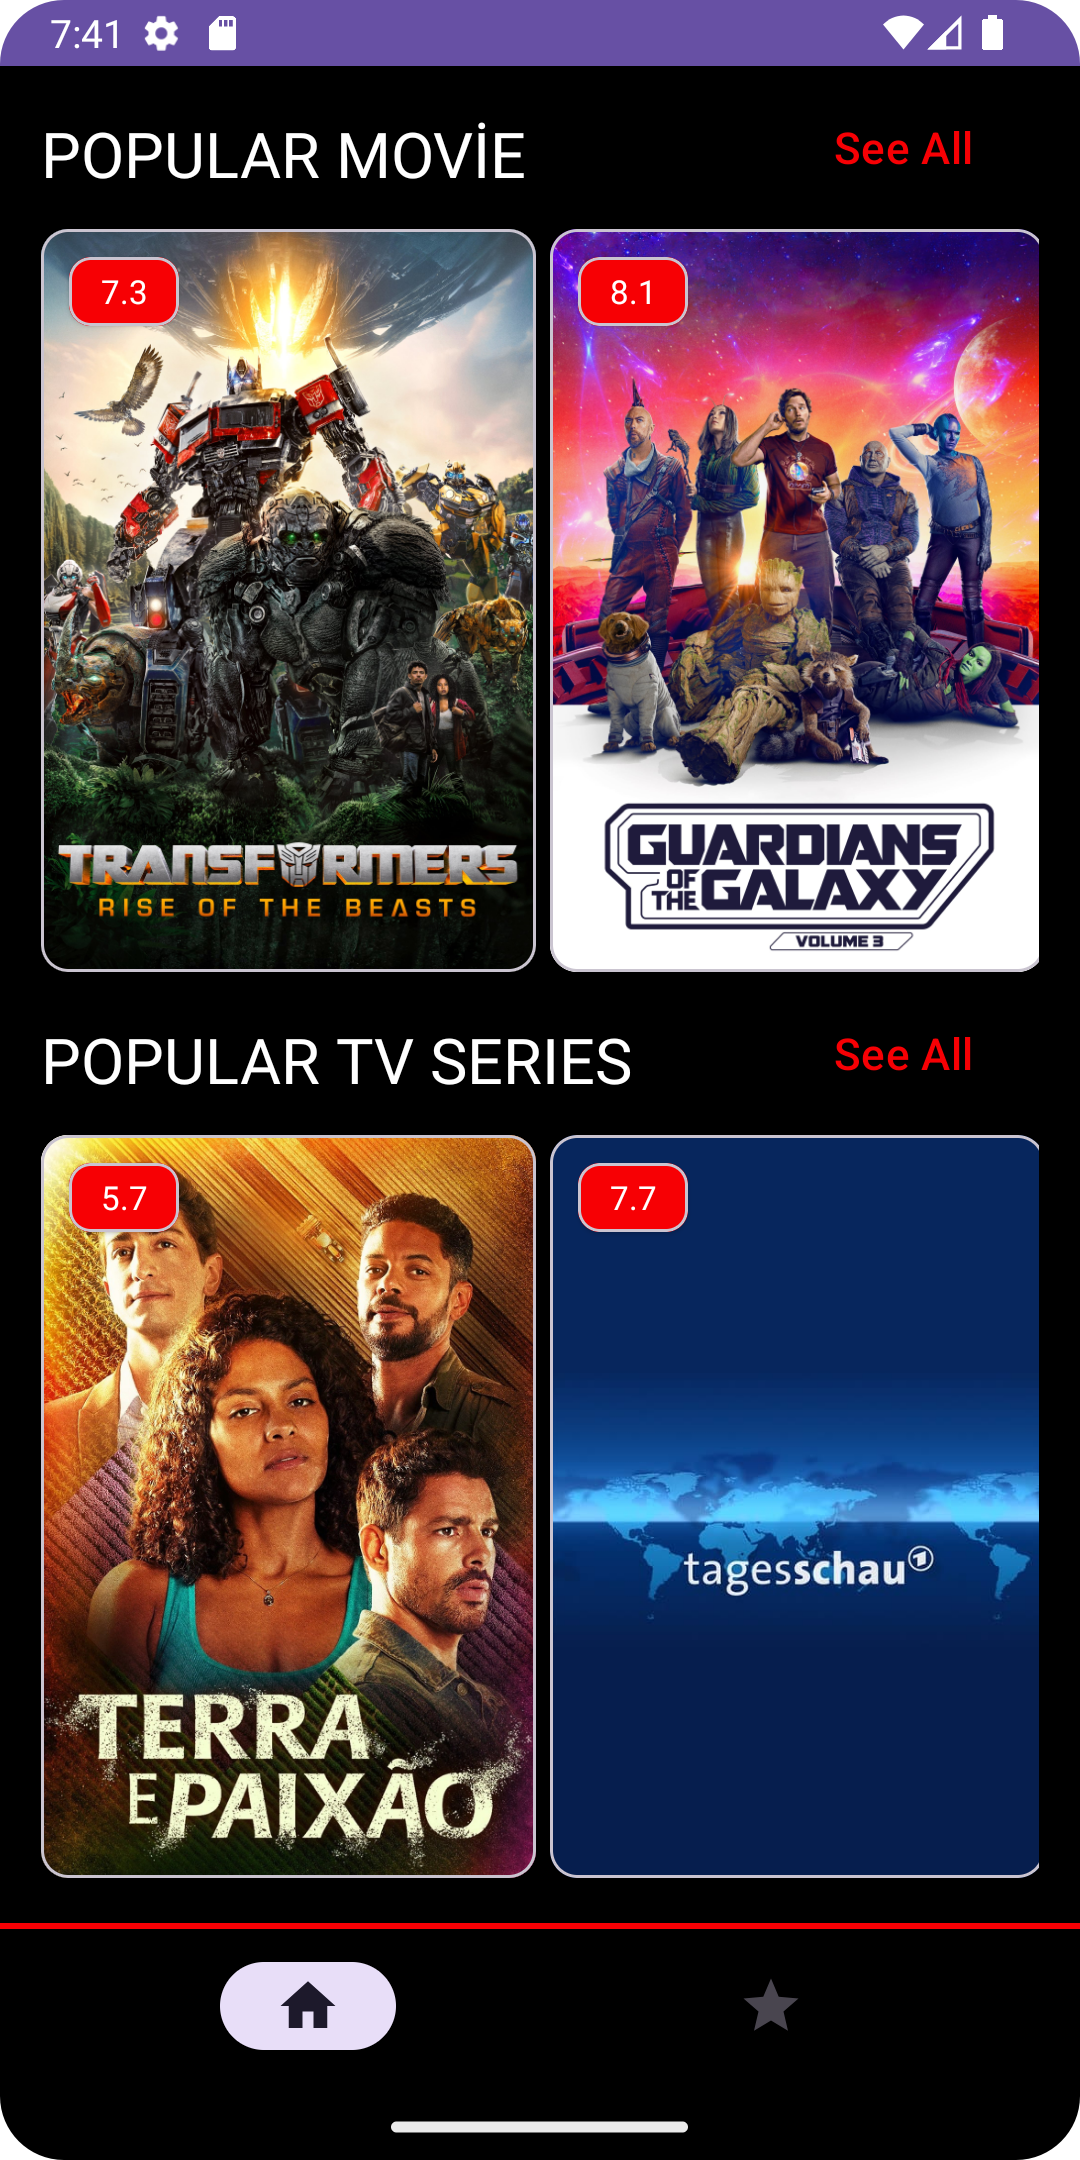 7:41
POPULAR MOVİE
See All
7.3
8.1
TRANSFORMERS
RISE OF THE BEASTS
GUARDIANS
OF THE GALAXY
VOLUME 3
POPULAR TV SERIES
See All
5.7
7.7
TERRA
E PAIXÃO
tagesschau